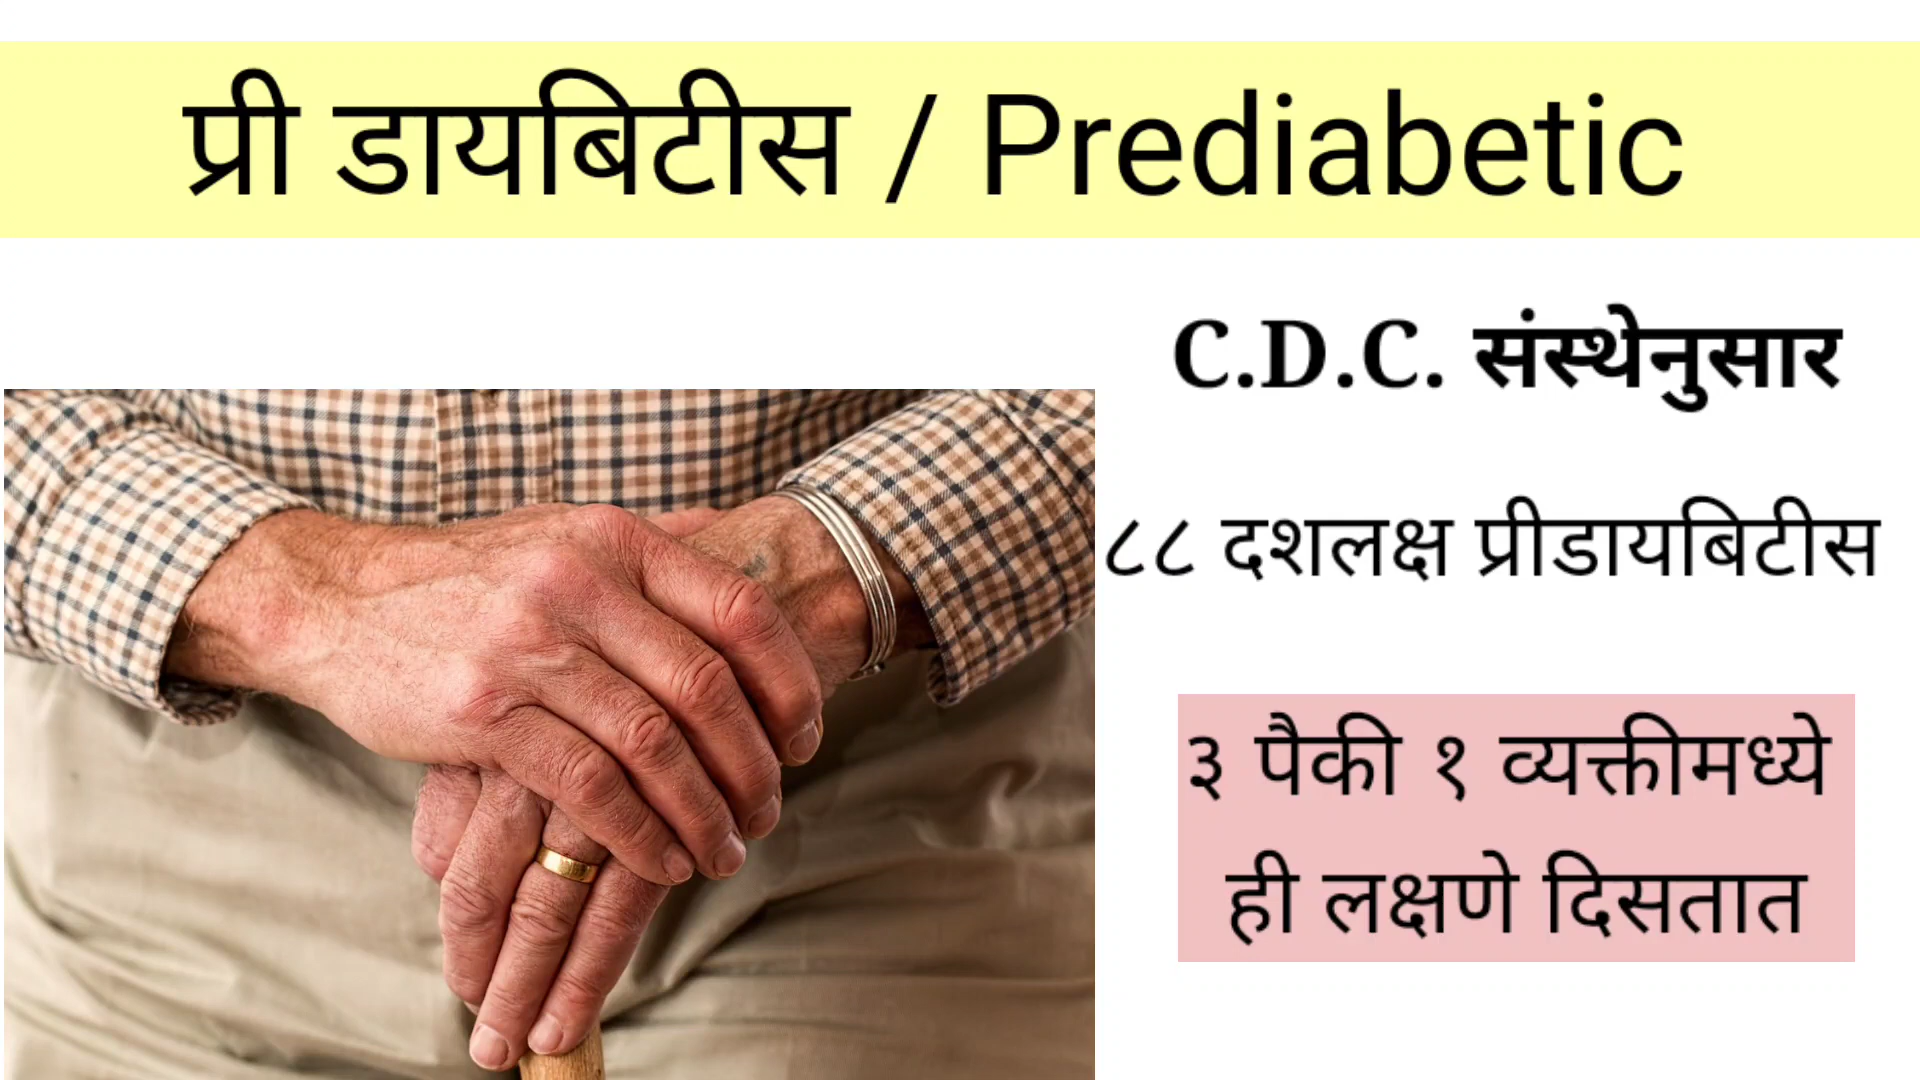 प्री डायबिटीस / Prediabetic
C.D.C. संस्थेनुसार
८८ दशलक्ष प्रीडायबिटीस
३ पैकी १ व्यक्तीमध्ये
ही लक्षणे दिसतात